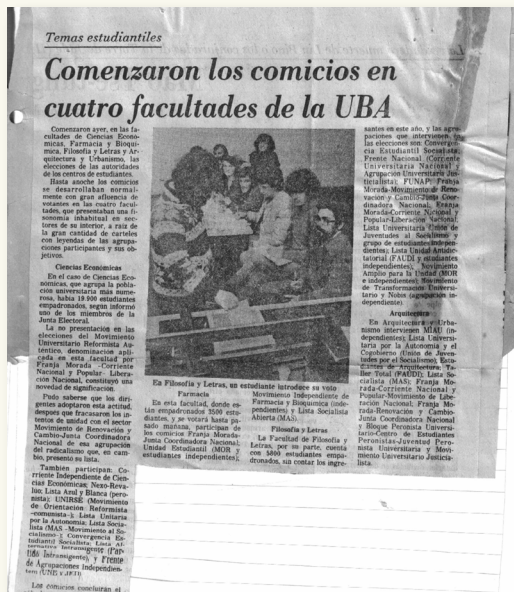 Temas estudiantiles
Comenzaron los comicios en
cuatro facultades de la UBA
Comenzaron ayer, en las fa-
cultades de Ciencias Econó-
micas, Farmacia y Bioquí-
mica, Filosofía y Letras y Ar-
quitectura y Urbanismo, las
elecciones de las autoridades
de los centros de estudiantes.
Hasta anoche los comicios
se desarrollaban normal-
mente con gran afluencia de
votantes en las cuatro facul-
tades, que presentaban una fi-
sonomía inhabitual en sec-
tores de su interior, a raíz de
la gran cantidad de carteles
con leyendas de las agrupa-
ciones participantes y sus ob-
jetivos.
Ciencias Económicas
En el caso de Ciencias Eco-
nómicas, que agrupa la pobla-
ción universitaria más nume-
rosa, había 19.900 estudiantes
empadronados, según informó
uno de los miembros de la
Junta Electoral.
La no presentación en las
elecciones del Movimiento
Universitario Reformista Au-
téntico, denominación apli-
cada en esta facultad por
Franja Morada -Corriente
Nacional y Popular- Libera-
ción Nacional, constituyó una
novedad de significación.
Pudo saberse que los diri-
gentes adoptaron esta actitud,
después que fracasaron los in-
tentos de unidad con el sector
Movimiento de Renovación y
Cambio-Junta Coordinadora
Nacional de esa agrupación
del radicalismo que, en cam-
bio, presentó su lista.
También participan: Co-
rriente Independiente de Cien-
cias Económicas; Nexo-Reva-
luo; Lista Azul y Blanca (pero-
nista); UNIRSE (Movimiento
de Orientación Reformista
-comunista-); Lista Unitaria
por la Autonomía; Lista Socia-
lista (MAS -Movimiento al So-
cialismo-); Convergencia Es-
tudiantil Socialista; Lista Al-
ternativa Intransigente (Par-
tido Intransigente), y Frente
de Agrupaciones Independien-
tes (UNE y
Los comicios concluirán el
En Filosofía y Letras, un estudiante introduce su voto
Farmacia
En esta facultad, donde es-
tán empadronados 3500 estu-
diantes, y se votará hasta pa-
sado mañana, participan de
los comicios Franja Morada-
Junta Coordinadora Nacional;
Unidad Estudiantil (MOR y
estudiantes independientes),
Movimiento Independiente de
Farmacia y Bioquímica (inde-
pendientes) y Lista Socialista
Abierta (MAS).
Filosofía y Letras
La Facultad de Filosofía y
Letras, por su parte, cuenta
con 5800 estudiantes empa-
dronados, sin contar los ingre-
santes en este año, y las agru-
paciones que intervienen en
las elecciones son: Convergen-
cia Estudiantil Socialista;
Frente Nacional (Corriente
Universitaria Nacional y
Agrupación Universitario Jus-
ticialista); FUNAP; Franja
Morada-Movimiento de Reno-
vación y Cambio-Junta Coor-
dinadora Nacional; Franja
Morada-Corriente Nacional y
Popular-Liberación Nacional;
Lista Universitaria (Unión de
Juventudes al Socialismo y
grupo de estudiantes indepen-
dientes); Lista Unidad Antidic-
tatorial (FAUDI y estudiantes
independientes); Movimiento
Amplio para la Unidad (MOR
e independientes); Movimiento
de Transformación Universi-
tario y Nobos (agrupación in-
dependiente).
Arquitectura
En Arquitectura y Urba-
nismo intervienen MIAU (in-
dependientes); Lista Universi-
taria por la Autonomía y el
Cogobierno (Unión de Juven-
tudes por el Socialismo); Estu-
diantes de Arquitectura; Ta-
ller Total (FAUDI); Lista So-
cialista (MAS); Franja Mo-
rada-Corriente Nacional y
Popular-Movimiento de Libe-
ración Nacional; Franja Mo-
rada-Renovación y Cambio-
Junta Coordinadora Nacional
y Bloque Peronista Universi-
tario-Centro de Estudiantes
Peronistas-Juventud Pero-
nista Universitaria y Movi-
miento Universitario Justicia-
lista.